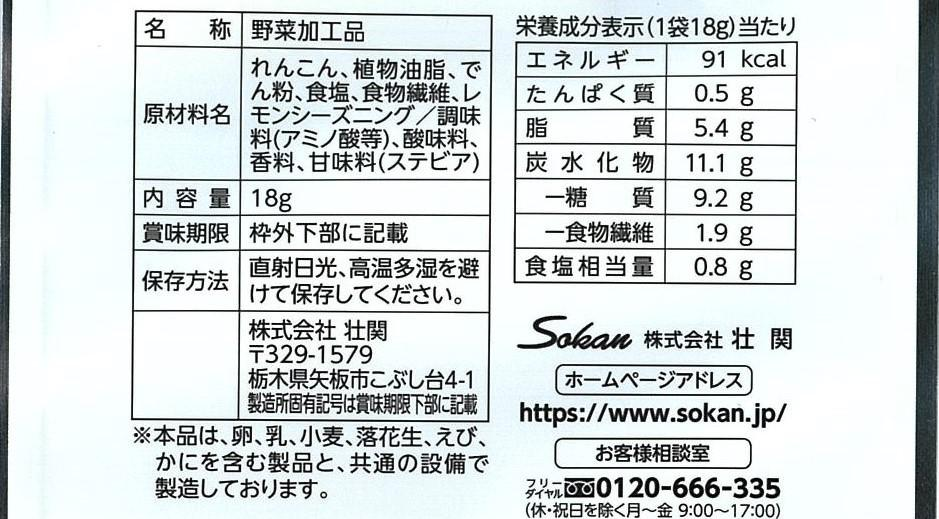 名称 野菜加工品
原材料名 れんこん、植物油脂、で
ん粉、食塩、食物繊維、レ
モンシーズニング／調味
料(アミノ酸等)、酸味料、
香料、甘味料(ステビア)
内容量 18g
賞味期限 枠外下部に記載
保存方法 直射日光、高温多湿を避
けて保存してください。
株式会社 壮関
〒329-1579
栃木県矢板市こぶし台4-1
製造所固有記号は賞味期限下部に記載
※本品は、卵、乳、小麦、落花生、えび、
かにを含む製品と、共通の設備で
製造しております。
栄養成分表示(1袋18g)当たり
エネルギー 91 kcal
たんぱく質 0.5 g
脂質 5.4 g
炭水化物 11.1 g
ー糖質 9.2 g
ー食物繊維 1.9 g
食塩相当量 0.8 g
Sokan 株式会社 壮関
ホームページアドレス
https://www.sokan.jp/
お客様相談室
フリーダイヤル 0120-666-335
(休・祝日を除く月～金 9:00～17:00)